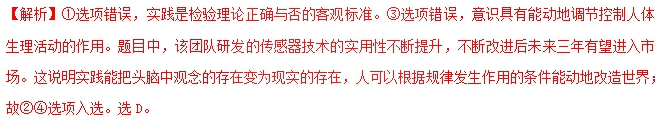 【解析】①选项错误，实践是检验理论正确与否的客观标准。③选项错误，意识具有能动地调节控制人体
生理活动的作用。题目中，该团队研发的传感器技术的实用性不断提升，不断改进后未来三年有望进入市
场。这说明实践能把头脑中观念的存在变为现实的存在，人可以根据规律发生作用的条件能动地改造世界；
故②④选项入选。选 D。